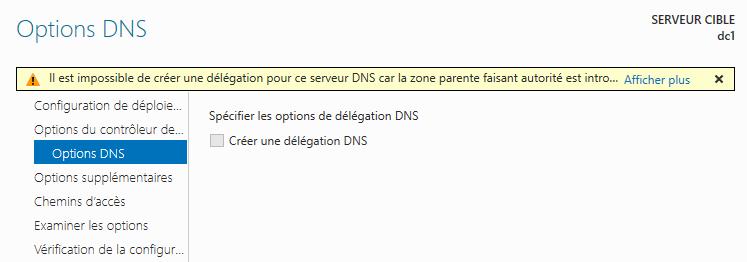 Options DNS
SERVEUR CIBLE
dc1
Il est impossible de créer une délégation pour ce serveur DNS car la zone parente faisant autorité est intro... Afficher plus
Configuration de déploie...
Options du contrôleur de...
Options DNS
Options supplémentaires
Chemins d'accès
Examiner les options
Vérification de la configur...
Spécifier les options de délégation DNS
Créer une délégation DNS